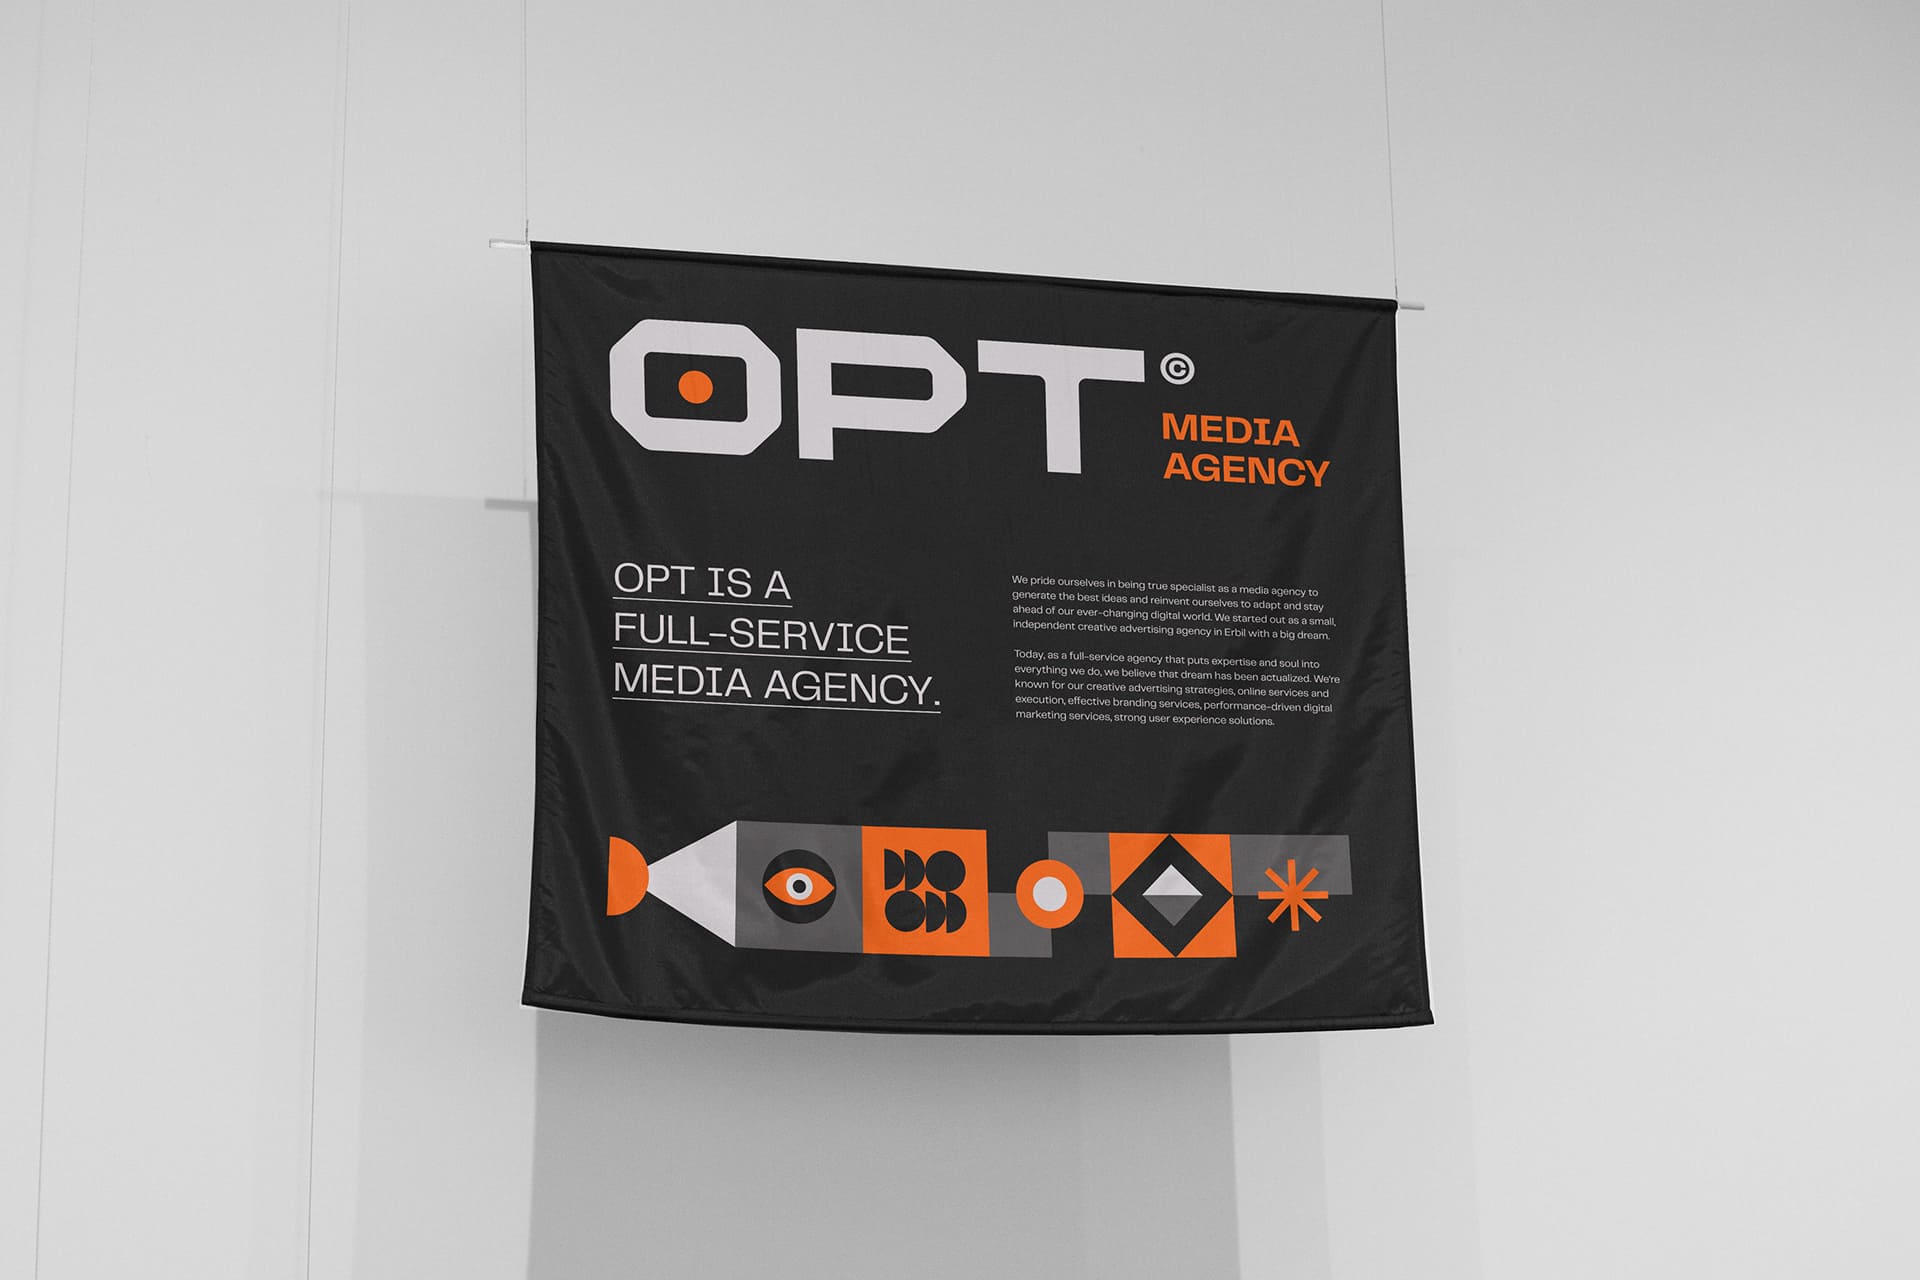 OPT©
MEDIA
AGENCY
OPT IS A
FULL-SERVICE
MEDIA AGENCY.
We pride ourselves in being true specialist as a media agency to
generate the best ideas and reinvent ourselves to adapt and stay
ahead of our ever-changing digital world. We started out as a small,
independent creative advertising agency in Erbil with a big dream.
Today, as a full-service agency that puts expertise and soul into
everything we do, we believe that dream has been actualized. We're
known for our creative advertising strategies, online services and
execution, effective branding services, performance-driven digital
marketing services, strong user experience solutions.